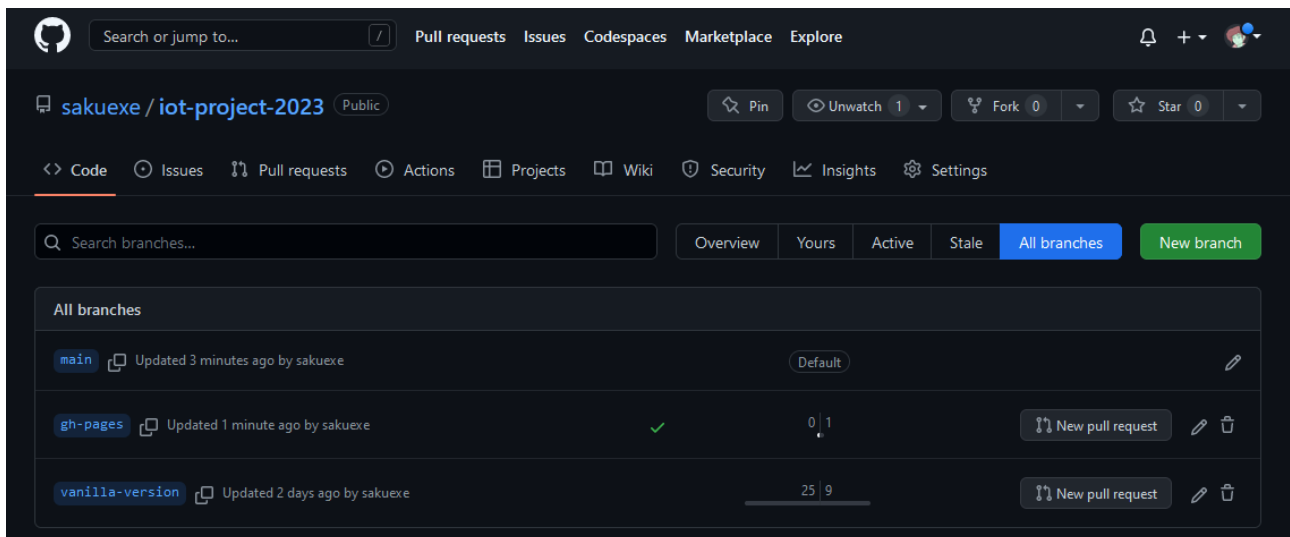 Search or jump to... / Pull requests Issues Codespaces Marketplace Explore
sakuexe / iot-project-2023 Public Pin Unwatch 1 Fork 0 Star 0
Code Issues Pull requests Actions Projects Wiki Security Insights Settings
Search branches... Overview Yours Active Stale All branches New branch
All branches
main Updated 3 minutes ago by sakuexe Default
gh-pages Updated 1 minute ago by sakuexe 0 1 New pull request
vanilla-version Updated 2 days ago by sakuexe 25 9 New pull request